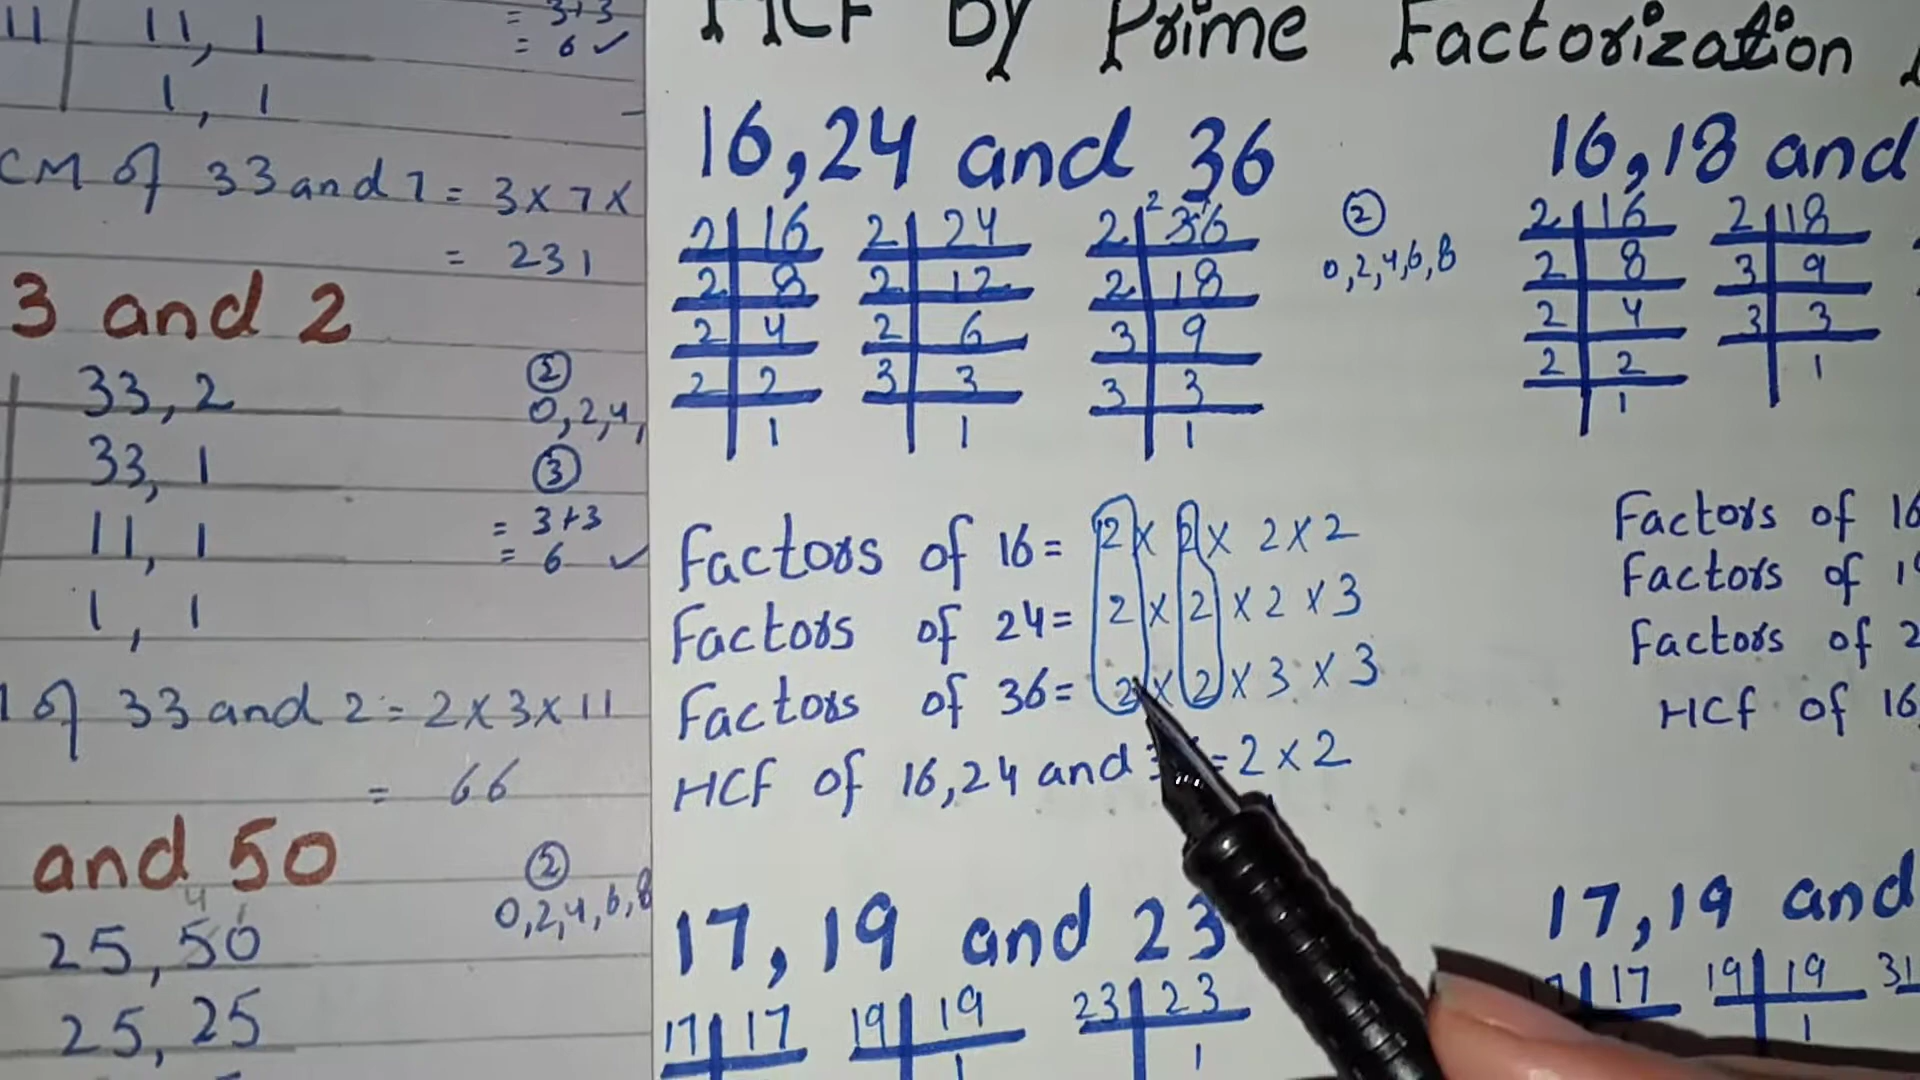 11 11, 1
= 3+3
= 6 ✓
1, 1
CM of 33 and 7 = 3 × 7 ×
= 231
3 and 2
33, 2
②
0, 2, 4,
33, 1
③
11, 1
= 3+3
= 6 ✓
1, 1
of 33 and 2 = 2 × 3 × 11
= 66
and 50
②
0, 2, 4, 6, 8
4 1
25, 50
25, 25
HCF By Prime Factorization
16, 24 and 36
2 16 2 24 2 36
2 8 2 12 2 18
2 4 2 6 3 9
2 2 3 3 3 3
1 1 1
②
0, 2, 4, 6, 8
Factors of 16 = 2 × 2 × 2 × 2
Factors of 24 = 2 × 2 × 2 × 3
Factors of 36 = 2 × 2 × 3 × 3
HCF of 16, 24 and = 2 × 2
17, 19 and 23
17 17 19 19 23 23
1 1
16, 18 and
2 16 2 18
2 8 3 9
2 4 3 3
2 2 1
1
Factors of 16
Factors of 1
Factors of 2
HCF of 16,
17, 19 and
17 19 19 31
1